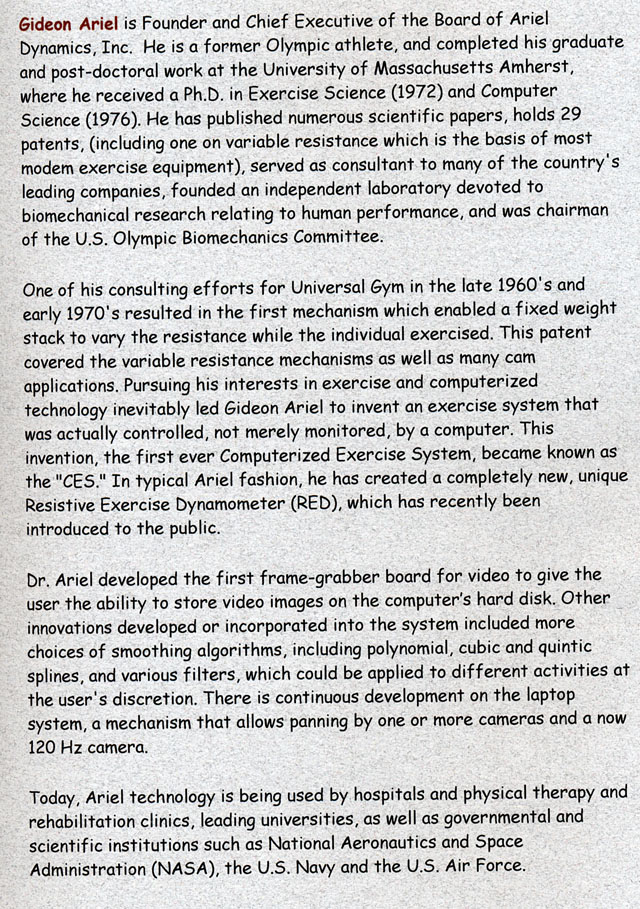 Gideon Ariel is Founder and Chief Executive of the Board of Ariel
Dynamics, Inc. He is a former Olympic athlete, and completed his graduate
and post-doctoral work at the University of Massachusetts Amherst,
where he received a Ph.D. in Exercise Science (1972) and Computer
Science (1976). He has published numerous scientific papers, holds 29
patents, (including one on variable resistance which is the basis of most
modem exercise equipment), served as consultant to many of the country's
leading companies, founded an independent laboratory devoted to
biomechanical research relating to human performance, and was chairman
of the U.S. Olympic Biomechanics Committee.
One of his consulting efforts for Universal Gym in the late 1960's and
early 1970's resulted in the first mechanism which enabled a fixed weight
stack to vary the resistance while the individual exercised. This patent
covered the variable resistance mechanisms as well as many cam
applications. Pursuing his interests in exercise and computerized
technology inevitably led Gideon Ariel to invent an exercise system that
was actually controlled, not merely monitored, by a computer. This
invention, the first ever Computerized Exercise System, became known as
the "CES." In typical Ariel fashion, he has created a completely new, unique
Resistive Exercise Dynamometer (RED), which has recently been
introduced to the public.
Dr. Ariel developed the first frame-grabber board for video to give the
user the ability to store video images on the computer's hard disk. Other
innovations developed or incorporated into the system included more
choices of smoothing algorithms, including polynomial, cubic and quintic
splines, and various filters, which could be applied to different activities at
the user's discretion. There is continuous development on the laptop
system, a mechanism that allows panning by one or more cameras and a now
120 Hz camera.
Today, Ariel technology is being used by hospitals and physical therapy and
rehabilitation clinics, leading universities, as well as governmental and
scientific institutions such as National Aeronautics and Space
Administration (NASA), the U.S. Navy and the U.S. Air Force.